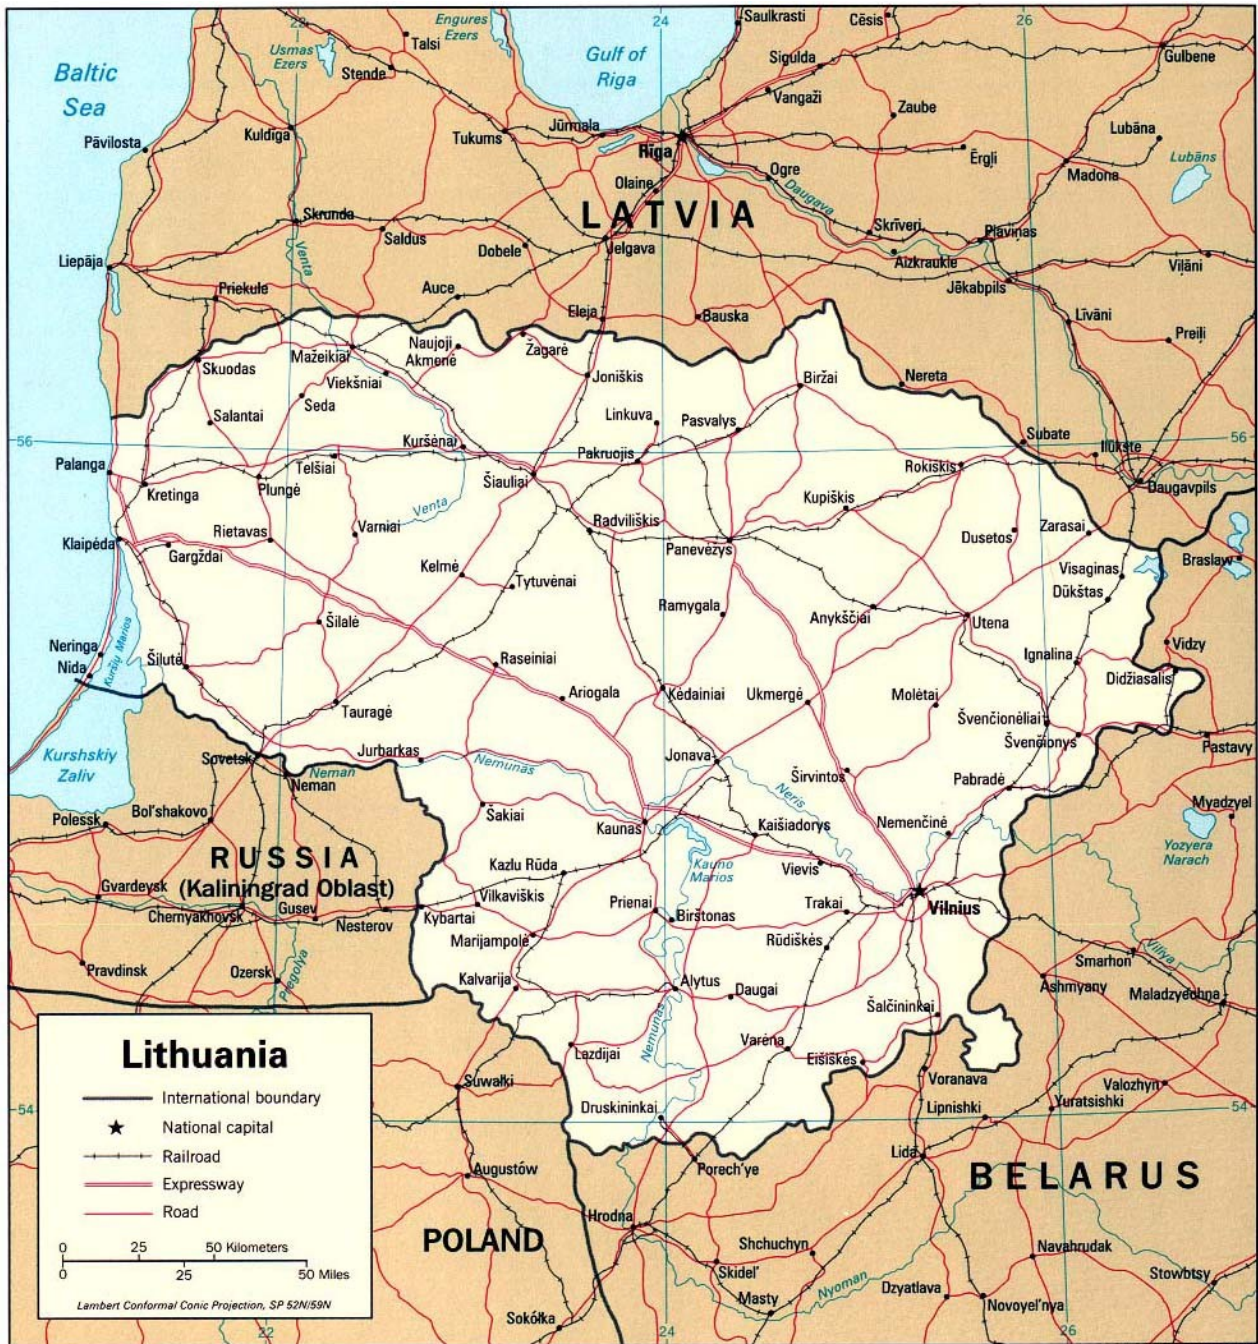 22
24
26
Engures
Ezers
Saulkrasti
Cēsis
Talsi
Usmas
Ezers
Stende
Gulf of
Riga
Sigulda
Gulbene
Baltic
Sea
Vangaži
Zaube
Kuldīga
Tukums
Jūrmala
Lubāna
Pāvilosta
Rīga
Ērgļi
Lubāns
Madona
Ogre
Olaine
Daugava
LATVIA
Skrunda
Saldus
Skrīveri
Pļaviņas
Dobele
Jelgava
Aizkraukle
Viļāni
Venta
Liepāja
Jēkabpils
Priekule
Auce
Eleja
Bauska
Līvāni
Preiļi
Mažeikiai
Naujoji
Akmenė
Žagarė
Skuodas
Viekšniai
Joniškis
Biržai
Nereta
Seda
Salantai
Linkuva
Pasvalys
56
Kuršėnai
Subate
56
Ilūkste
Palanga
Telšiai
Pakruojis
Rokiškis
Kretinga
Plungė
Šiauliai
Daugavpils
Kupiškis
Venta
Rietavas
Varniai
Radviliškis
Dusetos
Zarasai
Klaipėda
Gargždai
Panevėžys
Braslaw
Kelmė
Tytuvėnai
Visaginas
Dūkštas
Ramygala
Anykščiai
Šilalė
Utena
Neringa
Kuršių Marios
Vidzy
Nida
Šilutė
Raseiniai
Ignalina
Didžiasalis
Ariogala
Kėdainiai
Ukmergė
Molėtai
Tauragė
Švenčionėliai
Švenčionys
Kurshskiy
Zaliv
Jurbarkas
Jonava
Pastavy
Sovetsk
Neman
Neman
Nemunas
Širvintos
Neris
Pabradė
Myadzyel
Polessk
Bol'shakovo
Šakiai
Kaunas
Kaišiadorys
Nemenčinė
RUSSIA
(Kaliningrad Oblast)
Kazlu Rūda
Kauno
Marios
Vievis
Yozyera
Narach
Gvardeysk
Chernyakhovsk
Gusev
Nesterov
Kybartai
Vilkaviškis
Prienai
Birštonas
Trakai
Vilnius
Marijampolė
Rūdiškės
Pravdinsk
Ozersk
Pregolya
Smarhon'
Viliya
Kalvarija
Alytus
Daugai
Ashmyany
Maladzyechna
Šalčininkai
Nemunas
Lithuania
International boundary
National capital
Railroad
Expressway
Road
0 25 50 Kilometers
0 25 50 Miles
Lambert Conformal Conic Projection, SP 52N/59N
Lazdijai
Varėna
Eišiškės
Suwałki
Voranava
Valozhyn
54
Druskininkai
Lipnishki
Yuratsishki
54
Porech'ye
Lida
Augustów
BELARUS
Hrodna
POLAND
Shchuchyn
Navahrudak
Skidel'
Nyoman
Dzyatlava
Stowbtsy
Masty
Novoyel'nya
Sokółka
22
24
26